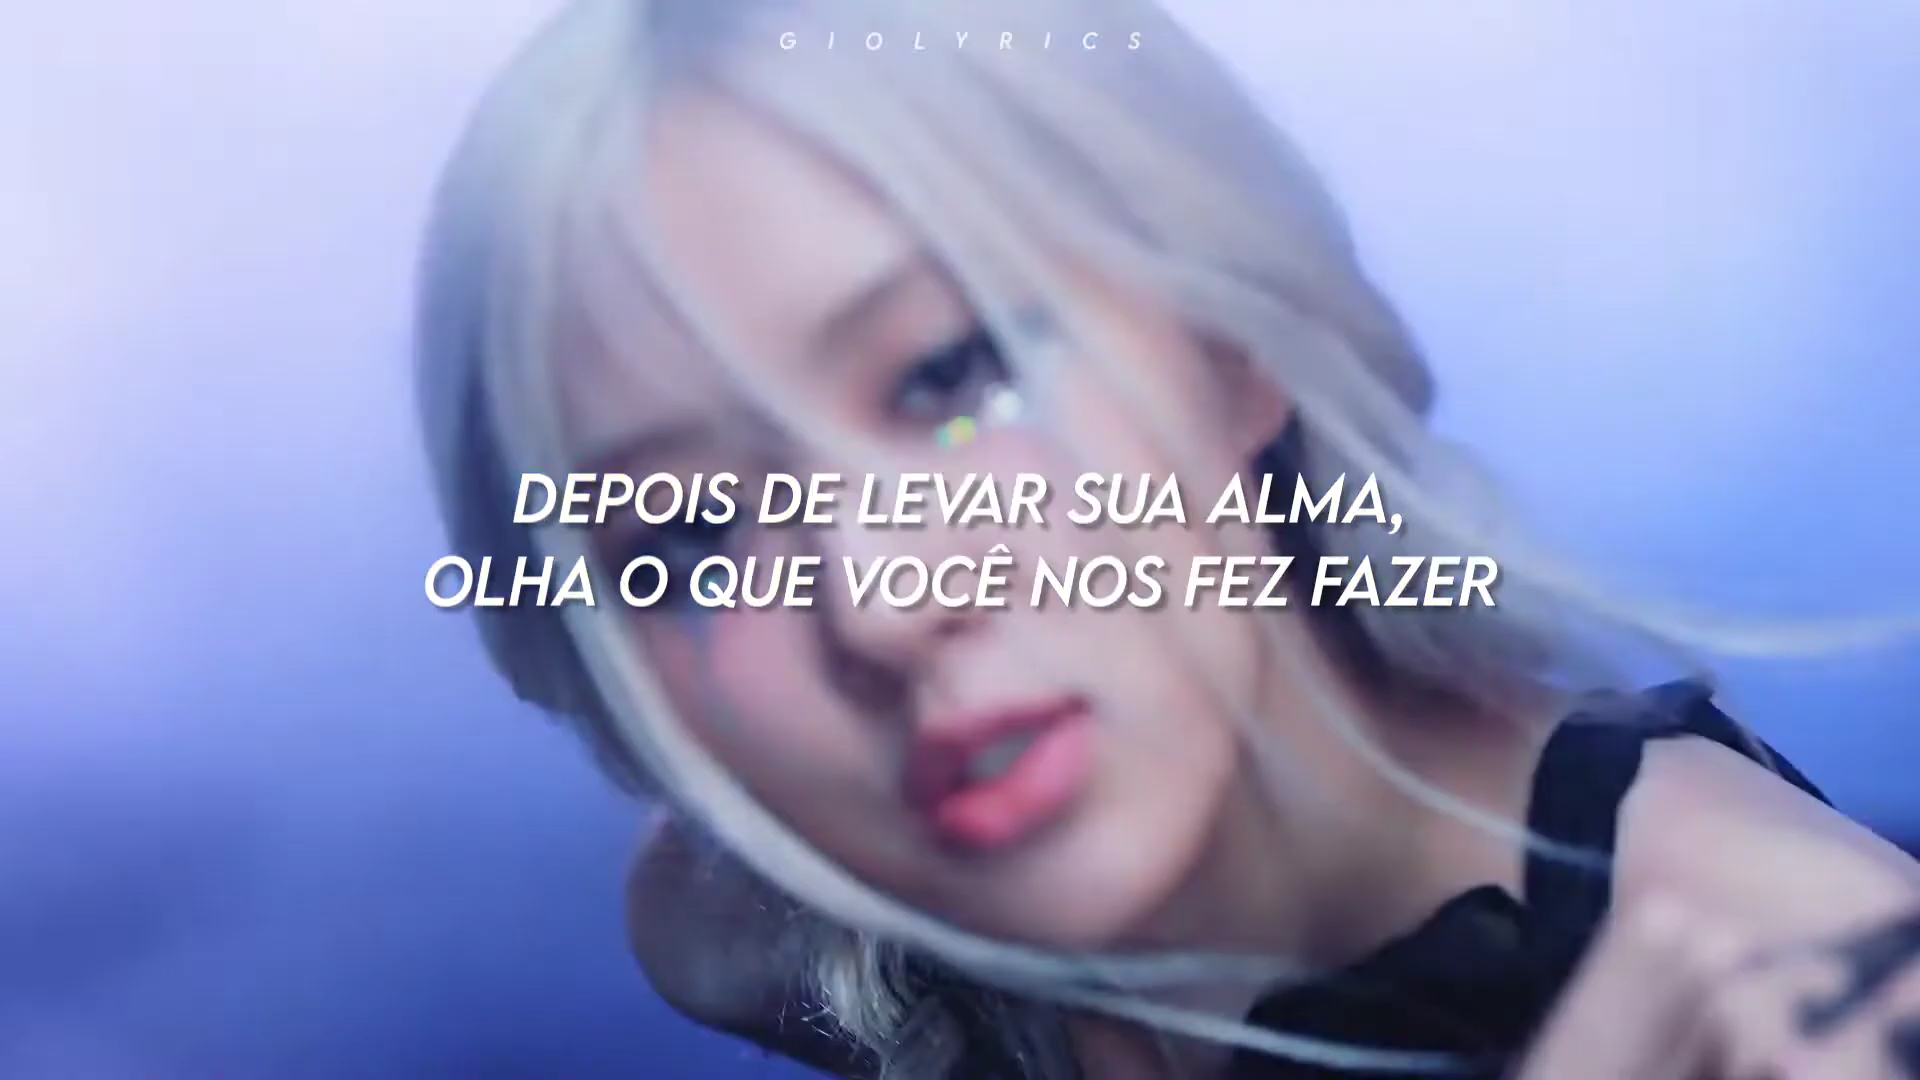 GIOLYRICS
DEPOIS DE LEVAR SUA ALMA,
OLHA O QUE VOCÊ NOS FEZ FAZER